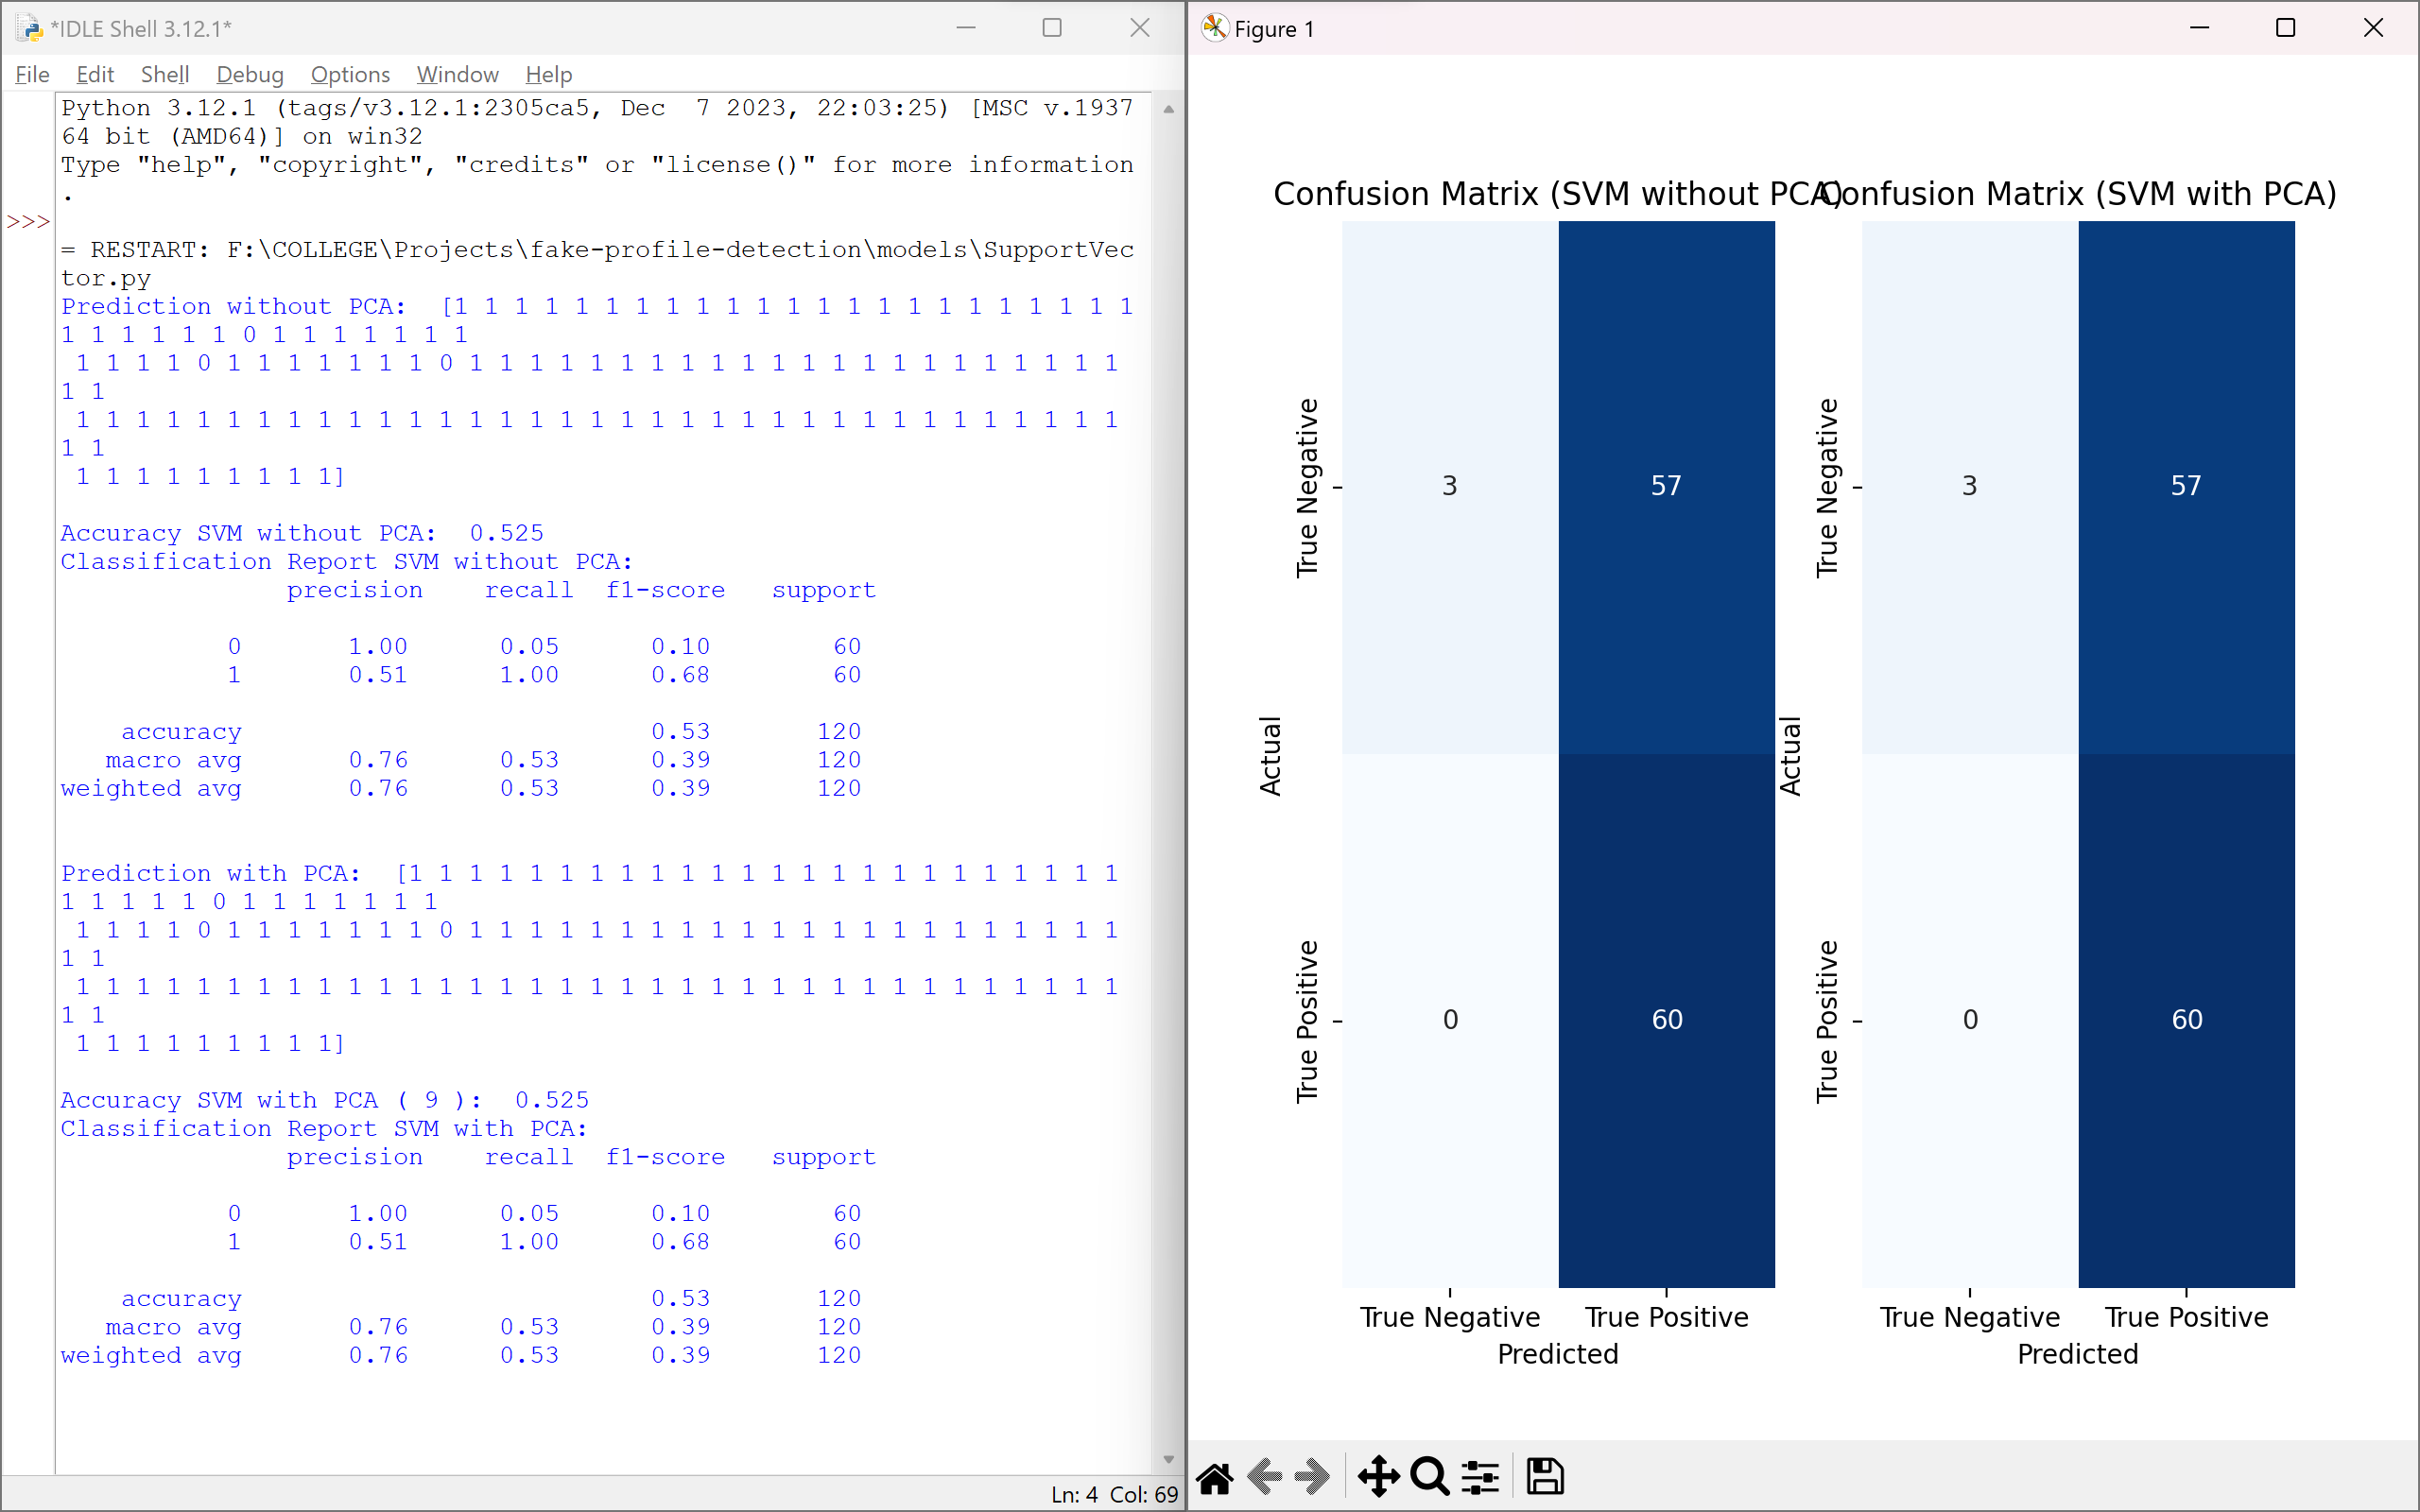 *IDLE Shell 3.12.1*
File Edit Shell Debug Options Window Help
Python 3.12.1 (tags/v3.12.1:2305ca5, Dec  7 2023, 22:03:25) [MSC v.1937
64 bit (AMD64)] on win32
Type "help", "copyright", "credits" or "license()" for more information
.
>>>
= RESTART: F:\COLLEGE\Projects\fake-profile-detection\models\SupportVec
tor.py
Prediction without PCA:  [1 1 1 1 1 1 1 1 1 1 1 1 1 1 1 1 1 1 1 1 1 1 1
1 1 1 1 1 1 0 1 1 1 1 1 1 1
1 1 1 1 0 1 1 1 1 1 1 1 0 1 1 1 1 1 1 1 1 1 1 1 1 1 1 1 1 1 1 1 1 1 1
1 1
1 1 1 1 1 1 1 1 1 1 1 1 1 1 1 1 1 1 1 1 1 1 1 1 1 1 1 1 1 1 1 1 1 1 1
1 1
1 1 1 1 1 1 1 1 1]
Accuracy SVM without PCA:  0.525
Classification Report SVM without PCA:
precision    recall  f1-score   support
0       1.00      0.05      0.10        60
1       0.51      1.00      0.68        60
accuracy                           0.53       120
macro avg       0.76      0.53      0.39       120
weighted avg       0.76      0.53      0.39       120
Prediction with PCA:  [1 1 1 1 1 1 1 1 1 1 1 1 1 1 1 1 1 1 1 1 1 1 1 1
1 1 1 1 1 0 1 1 1 1 1 1 1
1 1 1 1 0 1 1 1 1 1 1 1 0 1 1 1 1 1 1 1 1 1 1 1 1 1 1 1 1 1 1 1 1 1 1
1 1
1 1 1 1 1 1 1 1 1 1 1 1 1 1 1 1 1 1 1 1 1 1 1 1 1 1 1 1 1 1 1 1 1 1 1
1 1
1 1 1 1 1 1 1 1 1]
Accuracy SVM with PCA ( 9 ):  0.525
Classification Report SVM with PCA:
precision    recall  f1-score   support
0       1.00      0.05      0.10        60
1       0.51      1.00      0.68        60
accuracy                           0.53       120
macro avg       0.76      0.53      0.39       120
weighted avg       0.76      0.53      0.39       120
Ln: 4 Col: 69
Figure 1
Confusion Matrix (SVM without PCA)
True Negative
3 57
Actual
True Positive
0 60
True Negative True Positive
Predicted
Confusion Matrix (SVM with PCA)
True Negative
3 57
Actual
True Positive
0 60
True Negative True Positive
Predicted